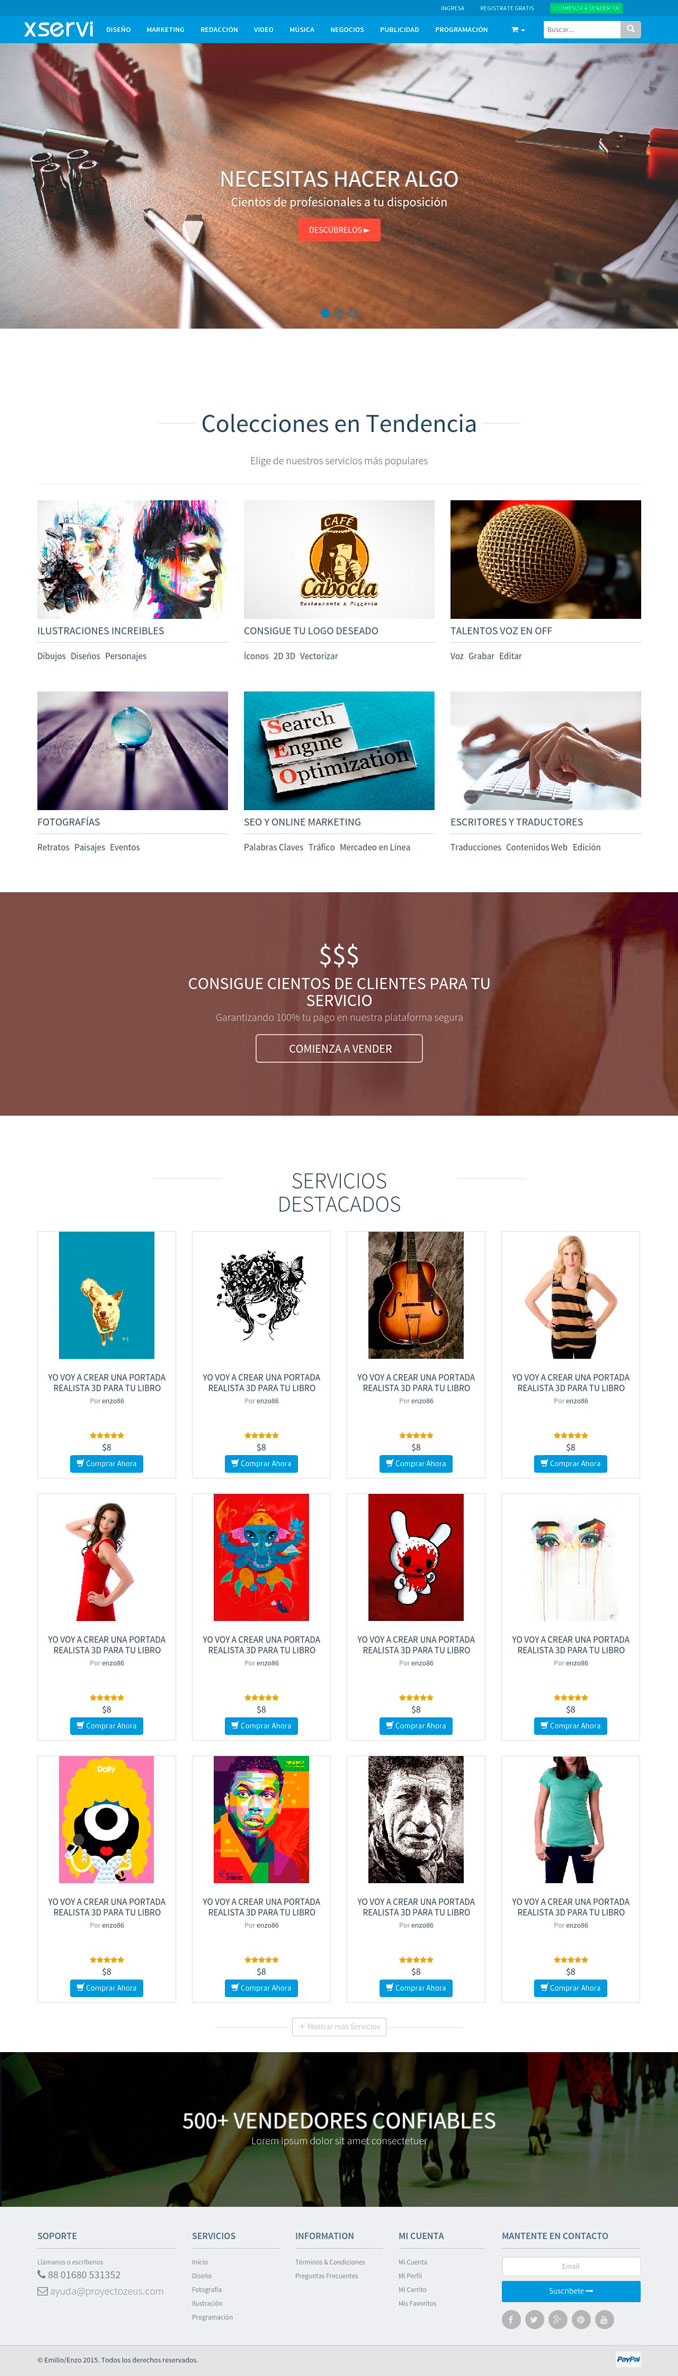 INGRESA REGISTRATE GRATIS ¡COMIENZA A VENDER YA!
xservi DISEÑO MARKETING REDACCIÓN VIDEO MÚSICA NEGOCIOS PUBLICIDAD PROGRAMACIÓN Buscar...
NECESITAS HACER ALGO
Cientos de profesionales a tu disposición
DESCÚBRELOS ►
Colecciones en Tendencia
Elige de nuestros servicios más populares
CAFÉ
Cabocla
Restaurante & Pizzaria
ILUSTRACIONES INCREIBLES CONSIGUE TU LOGO DESEADO TALENTOS VOZ EN OFF
Dibujos Diseños Personajes Íconos 2D 3D Vectorizar Voz Grabar Editar
Search
Engine
Optimization
FOTOGRAFÍAS SEO Y ONLINE MARKETING ESCRITORES Y TRADUCTORES
Retratos Paisajes Eventos Palabras Claves Tráfico Mercadeo en Linea Traducciones Contenidos Web Edición
$$$
CONSIGUE CIENTOS DE CLIENTES PARA TU
SERVICIO
Garantizando 100% tu pago en nuestra plataforma segura
COMIENZA A VENDER
SERVICIOS
DESTACADOS
YO VOY A CREAR UNA PORTADA YO VOY A CREAR UNA PORTADA YO VOY A CREAR UNA PORTADA YO VOY A CREAR UNA PORTADA
REALISTA 3D PARA TU LIBRO REALISTA 3D PARA TU LIBRO REALISTA 3D PARA TU LIBRO REALISTA 3D PARA TU LIBRO
Por enzo86 Por enzo86 Por enzo86 Por enzo86
$8 $8 $8 $8
Comprar Ahora Comprar Ahora Comprar Ahora Comprar Ahora
YO VOY A CREAR UNA PORTADA YO VOY A CREAR UNA PORTADA YO VOY A CREAR UNA PORTADA YO VOY A CREAR UNA PORTADA
REALISTA 3D PARA TU LIBRO REALISTA 3D PARA TU LIBRO REALISTA 3D PARA TU LIBRO REALISTA 3D PARA TU LIBRO
Por enzo86 Por enzo86 Por enzo86 Por enzo86
$8 $8 $8 $8
Comprar Ahora Comprar Ahora Comprar Ahora Comprar Ahora
Dolly
YO VOY A CREAR UNA PORTADA YO VOY A CREAR UNA PORTADA YO VOY A CREAR UNA PORTADA YO VOY A CREAR UNA PORTADA
REALISTA 3D PARA TU LIBRO REALISTA 3D PARA TU LIBRO REALISTA 3D PARA TU LIBRO REALISTA 3D PARA TU LIBRO
Por enzo86 Por enzo86 Por enzo86 Por enzo86
$8 $8 $8 $8
Comprar Ahora Comprar Ahora Comprar Ahora Comprar Ahora
+ Mostrar más Servicios
500+ VENDEDORES CONFIABLES
Lorem ipsum dolor sit amet consectetuer
SOPORTE SERVICIOS INFORMATION MI CUENTA MANTENTE EN CONTACTO
Llámanos o escríbenos Inicio Términos & Condiciones Mi Cuenta Email
88 01680 531352 Diseño Preguntas Frecuentes Mi Perfil
ayuda@proyectozeus.com Fotografía Mi Carrito Suscribete
Ilustración Mis Favoritos
Programación
© Emilio/Enzo 2015. Todos los derechos reservados. PayPal